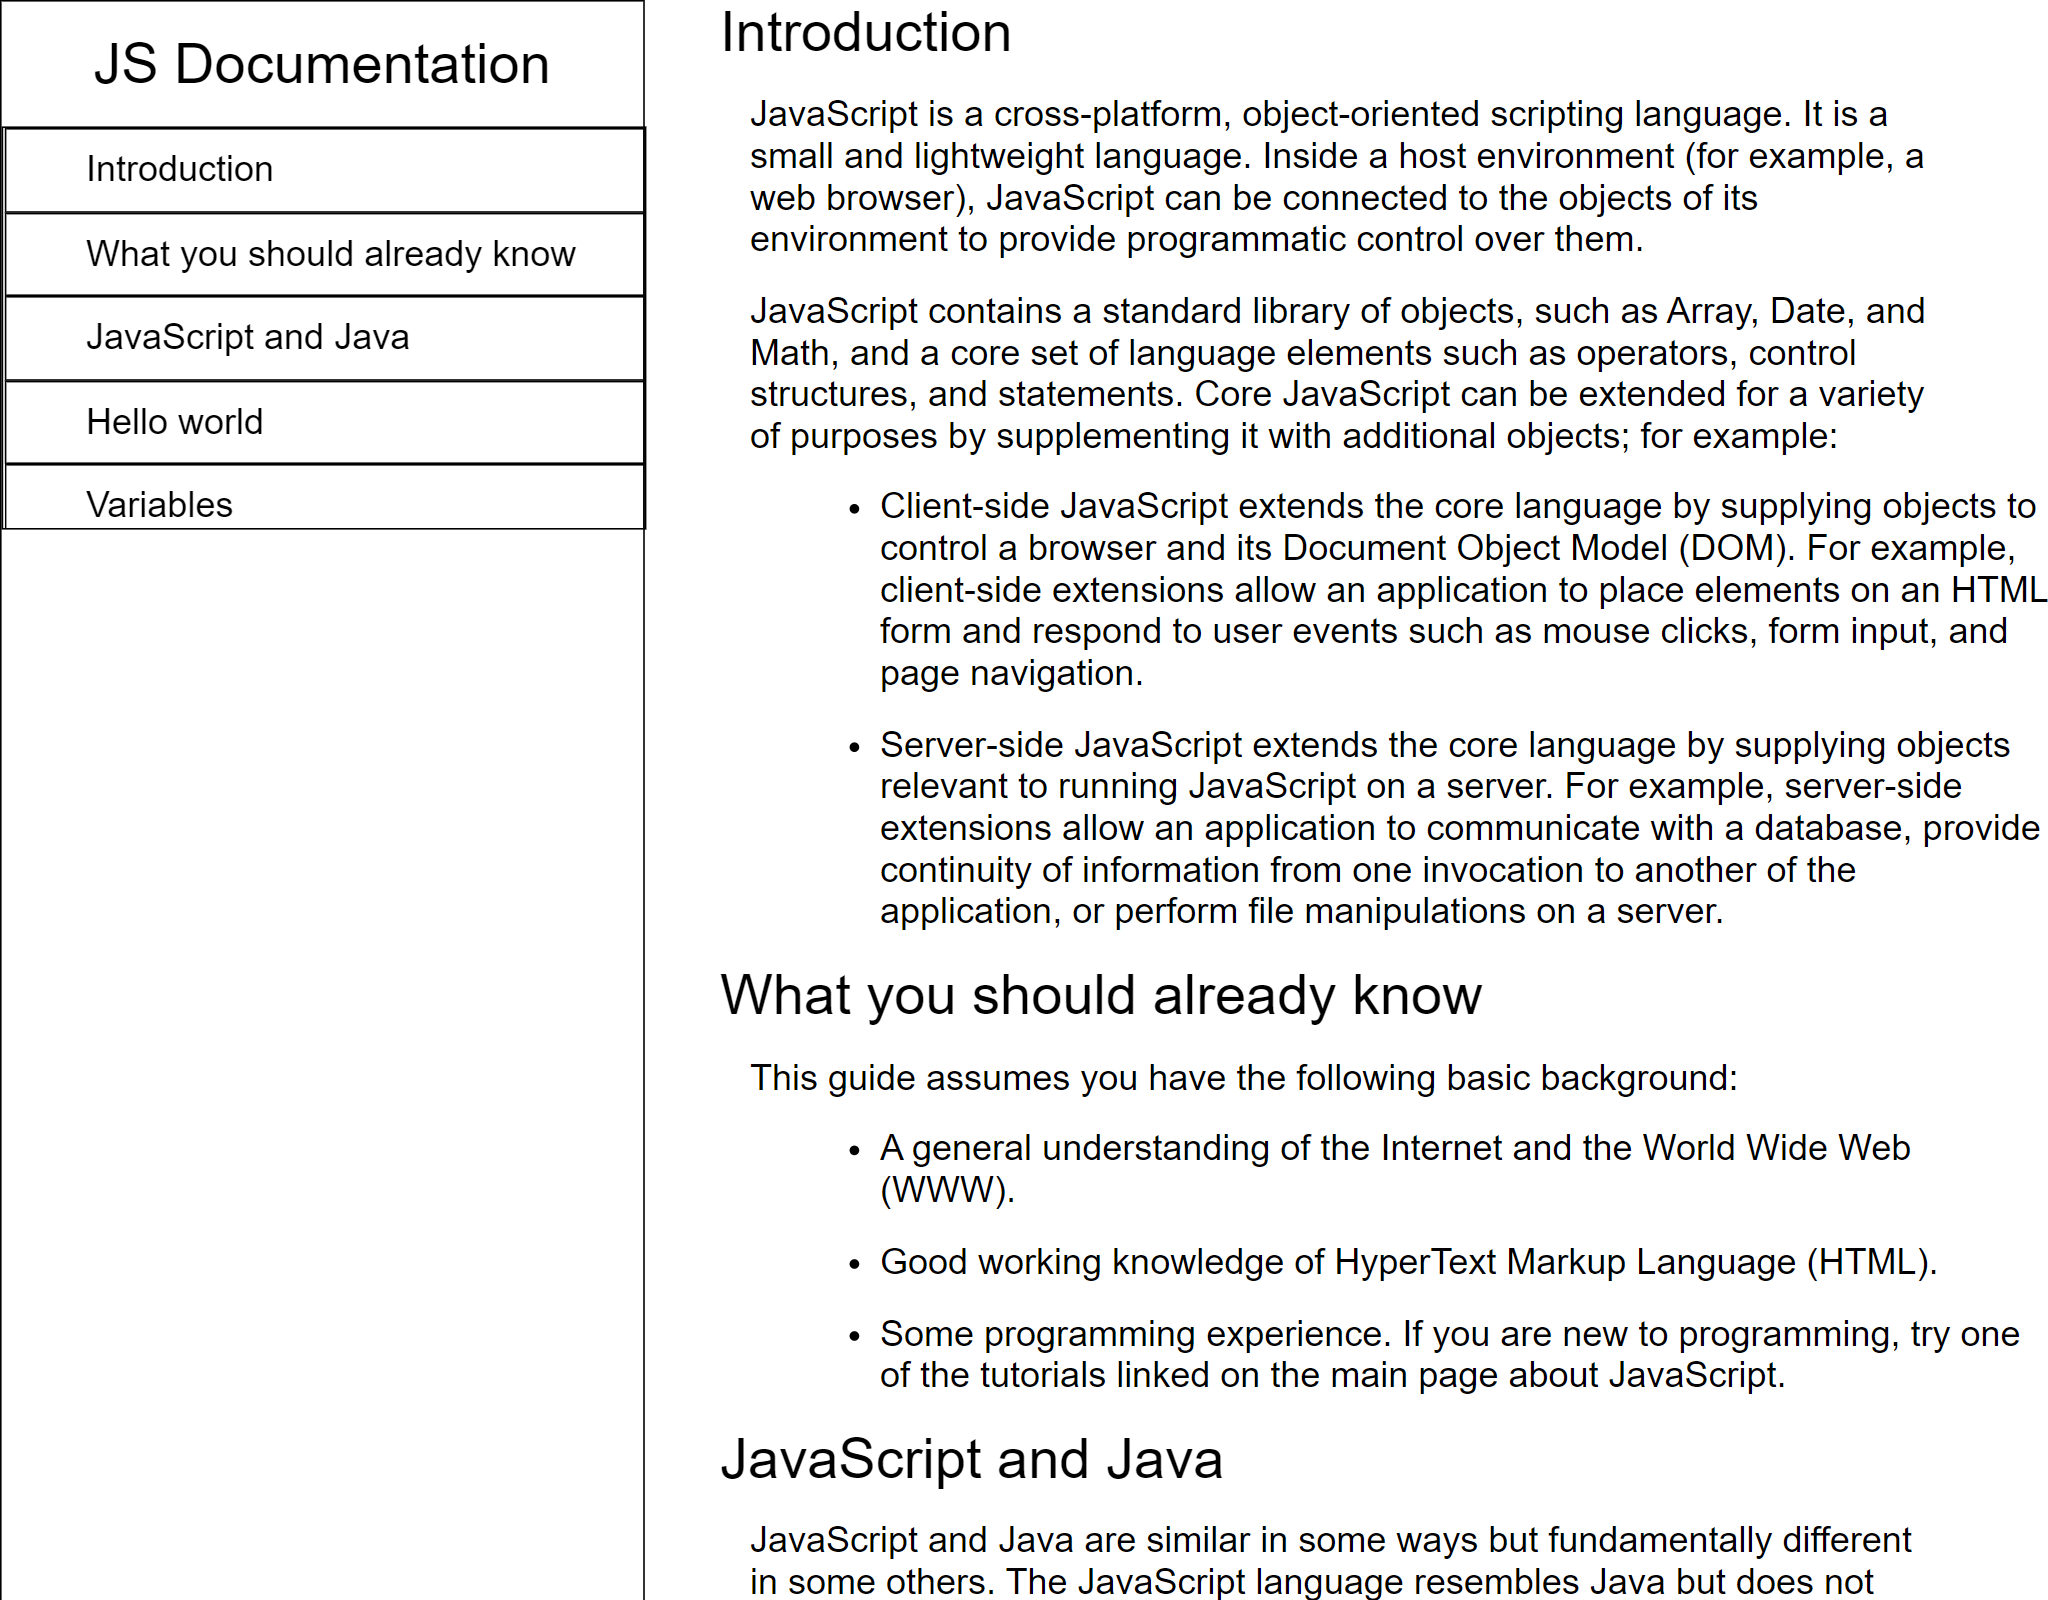 JS Documentation
Introduction
What you should already know
JavaScript and Java
Hello world
Variables
Introduction
JavaScript is a cross-platform, object-oriented scripting language. It is a
small and lightweight language. Inside a host environment (for example, a
web browser), JavaScript can be connected to the objects of its
environment to provide programmatic control over them.
JavaScript contains a standard library of objects, such as Array, Date, and
Math, and a core set of language elements such as operators, control
structures, and statements. Core JavaScript can be extended for a variety
of purposes by supplementing it with additional objects; for example:
• Client-side JavaScript extends the core language by supplying objects to
control a browser and its Document Object Model (DOM). For example,
client-side extensions allow an application to place elements on an HTML
form and respond to user events such as mouse clicks, form input, and
page navigation.
• Server-side JavaScript extends the core language by supplying objects
relevant to running JavaScript on a server. For example, server-side
extensions allow an application to communicate with a database, provide
continuity of information from one invocation to another of the
application, or perform file manipulations on a server.
What you should already know
This guide assumes you have the following basic background:
• A general understanding of the Internet and the World Wide Web
(WWW).
• Good working knowledge of HyperText Markup Language (HTML).
• Some programming experience. If you are new to programming, try one
of the tutorials linked on the main page about JavaScript.
JavaScript and Java
JavaScript and Java are similar in some ways but fundamentally different
in some others. The JavaScript language resembles Java but does not